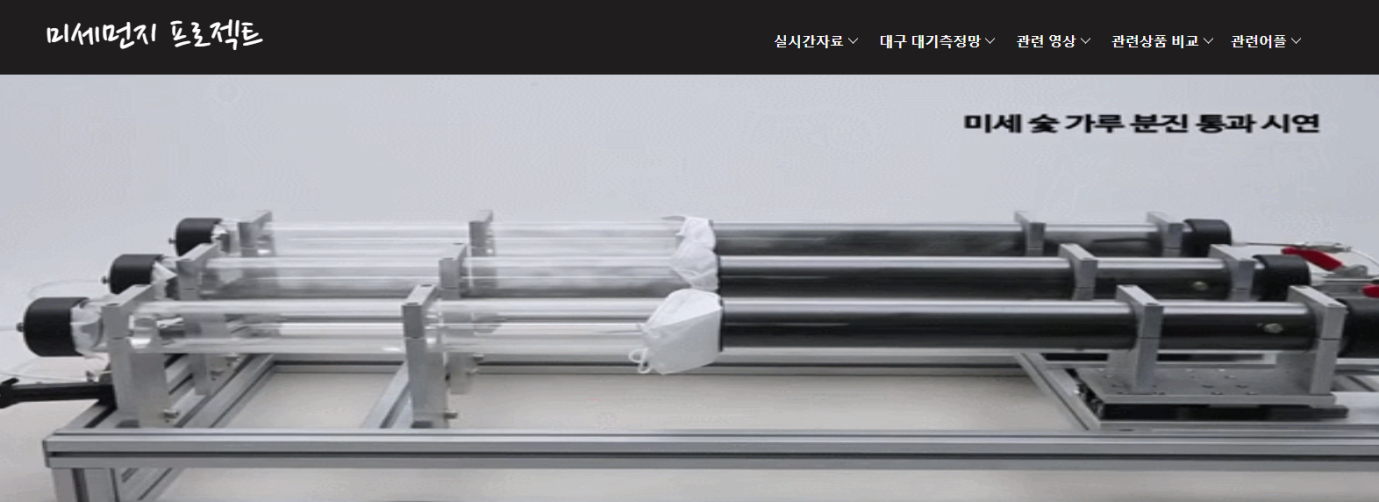 미세먼지 프로젝트
실시간자료 대구 대기측정망 관련 영상 관련상품 비교 관련어플
미세 숯 가루 분진 통과 시연